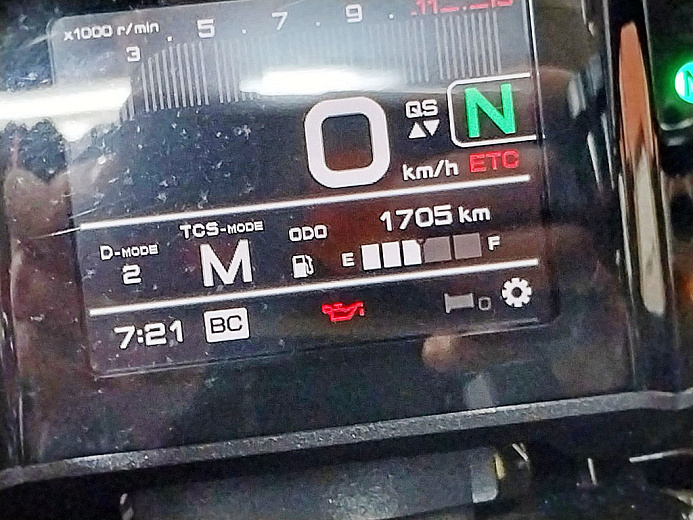 x1000 r/min
3 . 5 . 7 . 9 .
0
QS
N
km/h
ETC
D-MODE
2
TCS-MODE
M
ODO
1705 km
E
F
7:21
BC
0
N